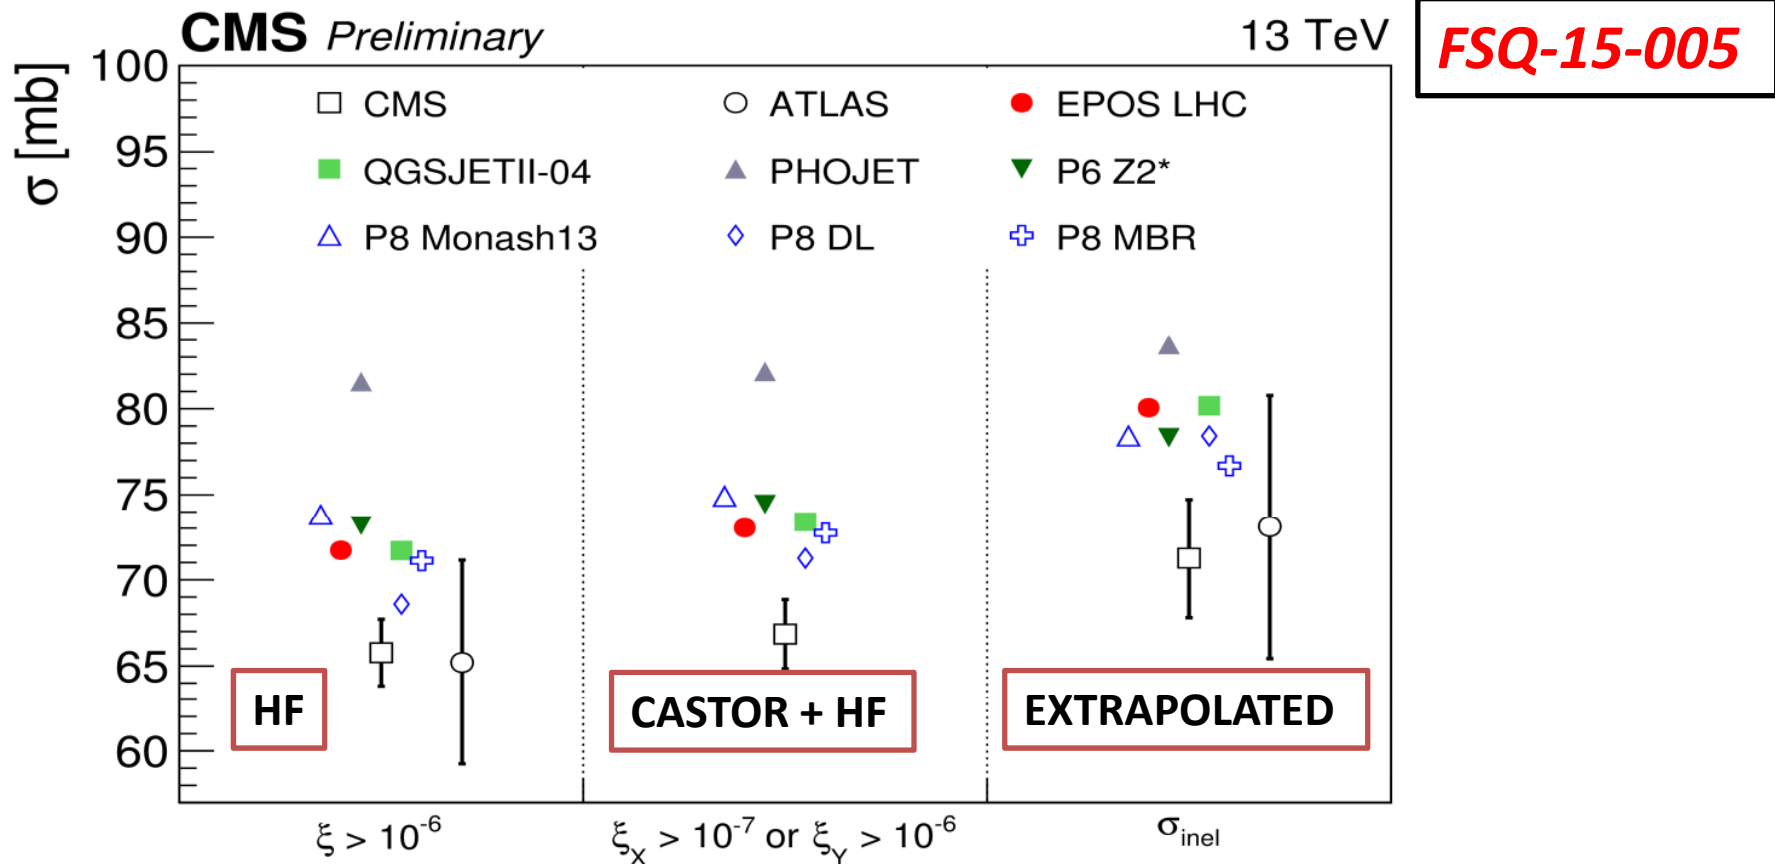 CMS Preliminary 13 TeV
FSQ-15-005
σ [mb]
100
95
90
85
80
75
70
65
60
CMS ATLAS EPOS LHC
QGSJETII-04 PHOJET P6 Z2*
P8 Monash13 P8 DL P8 MBR
HF CASTOR + HF EXTRAPOLATED
ξ > 10⁻⁶ ξ_X > 10⁻⁷ or ξ_Y > 10⁻⁶ σ_inel